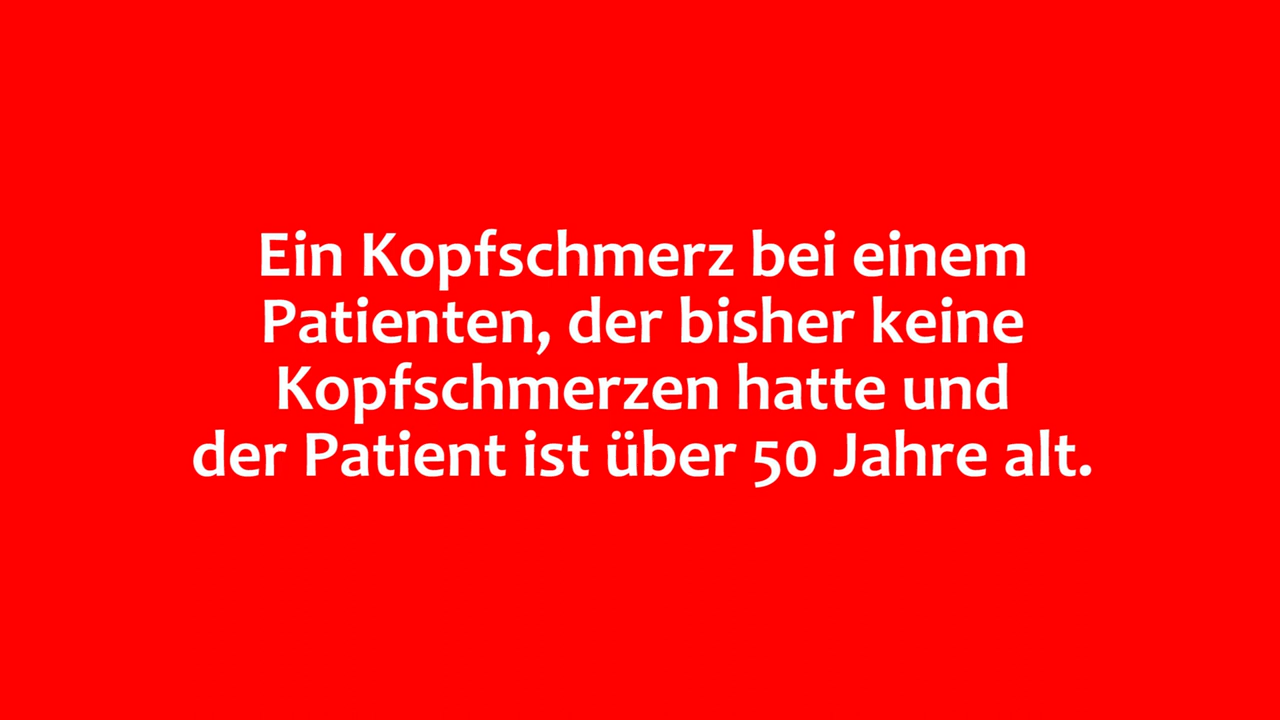 Ein Kopfschmerz bei einem
Patienten, der bisher keine
Kopfschmerzen hatte und
der Patient ist über 50 Jahre alt.